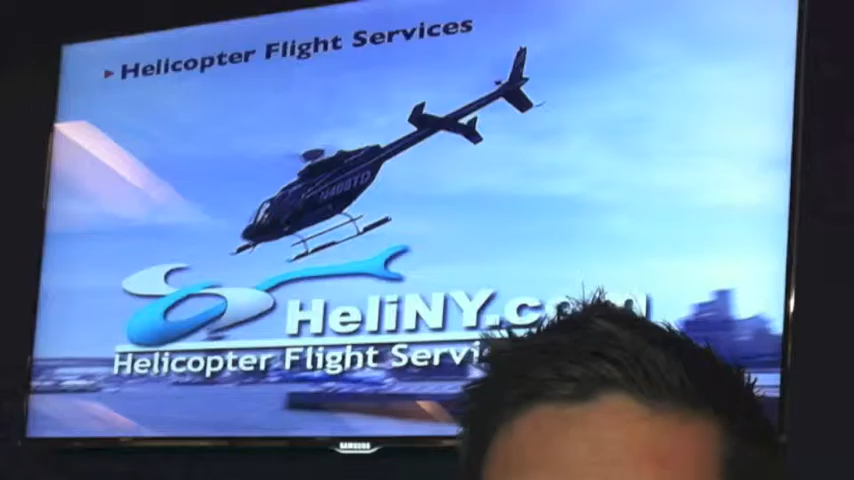 Helicopter Flight Services
N408TD
HeliNY.com
Helicopter Flight Servi
SAMSUNG